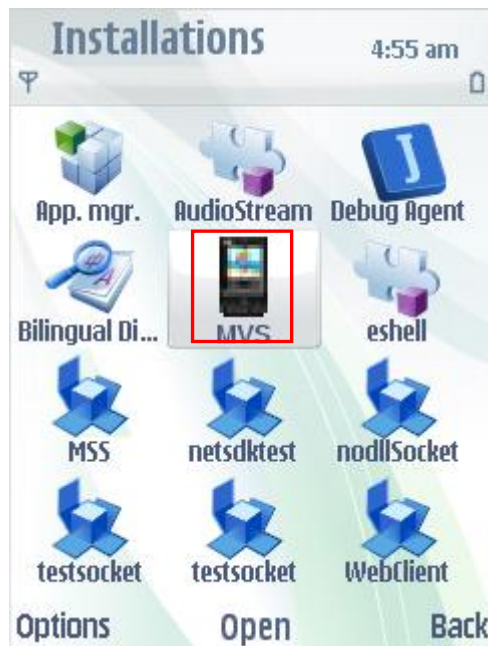 Installations
4:55 am
App. mgr. AudioStream Debug Agent
Bilingual Di... MVS eshell
MSS netsdktest nodllSocket
testsocket testsocket WebClient
Options Open Back